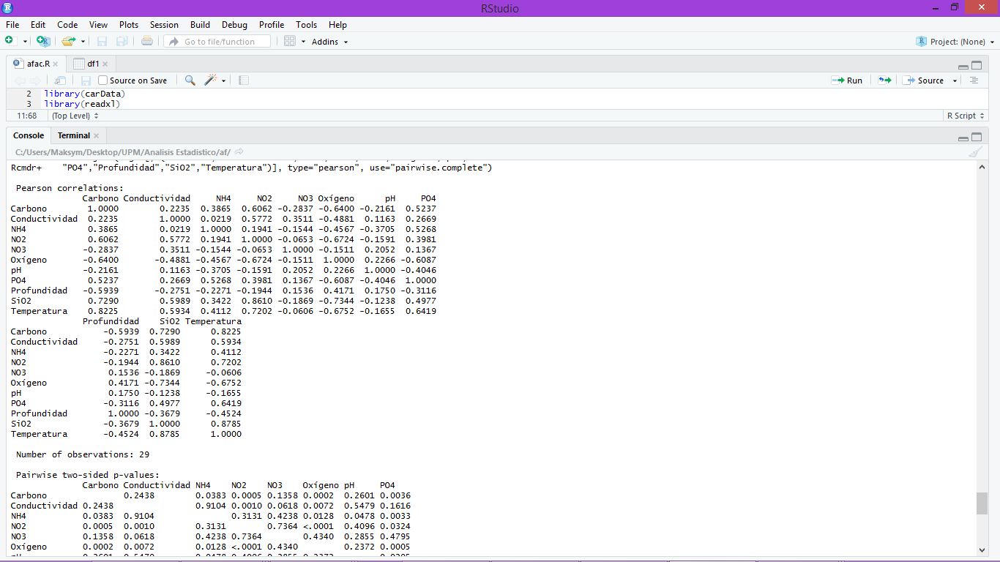 RStudio
File Edit Code View Plots Session Build Debug Profile Tools Help
Go to file/function Addins Project: (None)
afac.R df1
Source on Save Run Source
2 library(carData)
3 library(readxl)
11:68 (Top Level) R Script
Console Terminal
C:/Users/Maksym/Desktop/UPM/Analisis Estadistico/af/
Rcmdr+ "PO4","Profundidad","SiO2","Temperatura")], type="pearson", use="pairwise.complete")
Pearson correlations:
Carbono Conductividad NH4 NO2 NO3 Oxígeno pH PO4
Carbono 1.0000 0.2235 0.3865 0.6062 -0.2837 -0.6400 -0.2161 0.5237
Conductividad 0.2235 1.0000 0.0219 0.5772 0.3511 -0.4881 0.1163 0.2669
NH4 0.3865 0.0219 1.0000 0.1941 -0.1544 -0.4567 -0.3705 0.5268
NO2 0.6062 0.5772 0.1941 1.0000 -0.0653 -0.6724 -0.1591 0.3981
NO3 -0.2837 0.3511 -0.1544 -0.0653 1.0000 -0.1511 0.2052 0.1367
Oxígeno -0.6400 -0.4881 -0.4567 -0.6724 -0.1511 1.0000 0.2266 -0.6087
pH -0.2161 0.1163 -0.3705 -0.1591 0.2052 0.2266 1.0000 -0.4046
PO4 0.5237 0.2669 0.5268 0.3981 0.1367 -0.6087 -0.4046 1.0000
Profundidad -0.5939 -0.2751 -0.2271 -0.1944 0.1536 0.4171 0.1750 -0.3116
SiO2 0.7290 0.5989 0.3422 0.8610 -0.1869 -0.7344 -0.1238 0.4977
Temperatura 0.8225 0.5934 0.4112 0.7202 -0.0606 -0.6752 -0.1655 0.6419
Profundidad SiO2 Temperatura
Carbono -0.5939 0.7290 0.8225
Conductividad -0.2751 0.5989 0.5934
NH4 -0.2271 0.3422 0.4112
NO2 -0.1944 0.8610 0.7202
NO3 0.1536 -0.1869 -0.0606
Oxígeno 0.4171 -0.7344 -0.6752
pH 0.1750 -0.1238 -0.1655
PO4 -0.3116 0.4977 0.6419
Profundidad 1.0000 -0.3679 -0.4524
SiO2 -0.3679 1.0000 0.8785
Temperatura -0.4524 0.8785 1.0000
Number of observations: 29
Pairwise two-sided p-values:
Carbono Conductividad NH4 NO2 NO3 Oxígeno pH PO4
Carbono 0.2438 0.0383 0.0005 0.1358 0.0002 0.2601 0.0036
Conductividad 0.2438 0.9104 0.0010 0.0618 0.0072 0.5479 0.1616
NH4 0.0383 0.9104 0.3131 0.4238 0.0128 0.0478 0.0033
NO2 0.0005 0.0010 0.3131 0.7364 <.0001 0.4096 0.0324
NO3 0.1358 0.0618 0.4238 0.7364 0.4340 0.2855 0.4795
Oxígeno 0.0002 0.0072 0.0128 <.0001 0.4340 0.2372 0.0005